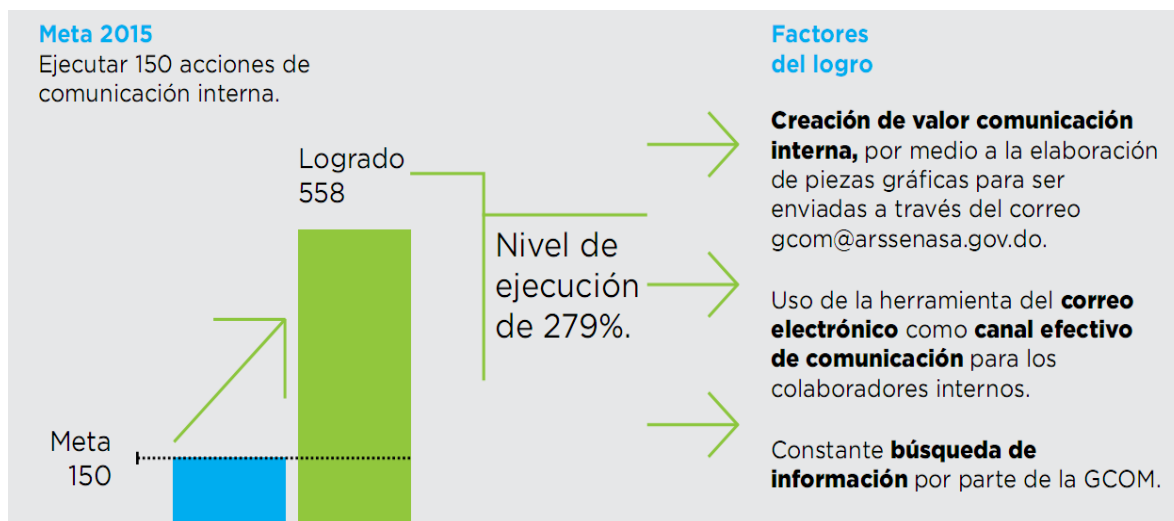 Meta 2015
Ejecutar 150 acciones de
comunicación interna.
Logrado
558
Nivel de
ejecución
de 279%.
Meta
150
Factores
del logro
Creación de valor comunicación
interna, por medio a la elaboración
de piezas gráficas para ser
enviadas a través del correo
gcom@arssenasa.gov.do.
Uso de la herramienta del correo
electrónico como canal efectivo
de comunicación para los
colaboradores internos.
Constante búsqueda de
información por parte de la GCOM.